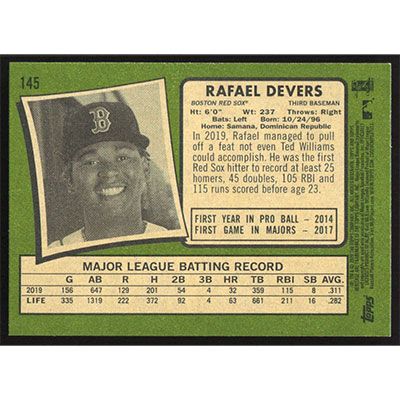 145
B
RAFAEL DEVERS
BOSTON RED SOX® THIRD BASEMAN
Ht: 6'0" Wt: 237 Throws: Right
Bats: Left Born: 10/24/96
Home: Samana, Dominican Republic
In 2019, Rafael managed to pull
off a feat not even Ted Williams
could accomplish. He was the first
Red Sox hitter to record at least 25
homers, 45 doubles, 105 RBI and
115 runs scored before age 23.
FIRST YEAR IN PRO BALL – 2014
FIRST GAME IN MAJORS – 2017
MAJOR LEAGUE BATTING RECORD
G AB R H 2B 3B HR TB RBI SB AVG.
2019 156 647 129 201 54 4 32 359 115 8 .311
LIFE 335 1319 222 372 111 4 63 680 211 16 .282
topps